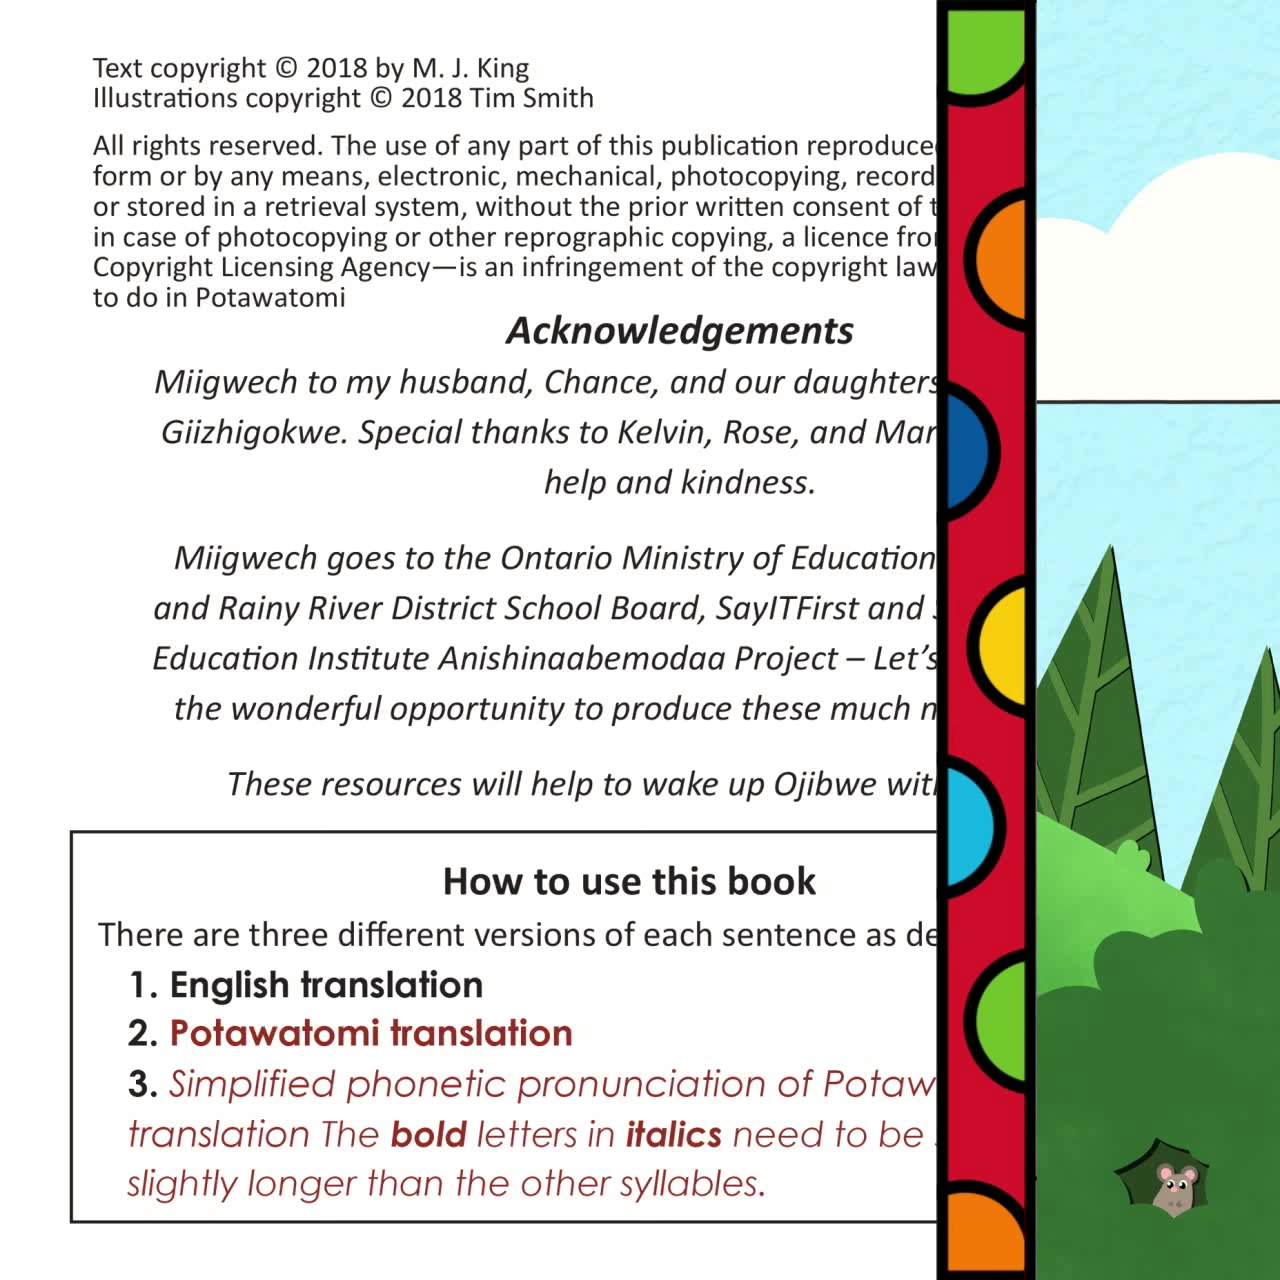 Text copyright © 2018 by M. J. King
Illustrations copyright © 2018 Tim Smith
All rights reserved. The use of any part of this publication reproduce
form or by any means, electronic, mechanical, photocopying, record
or stored in a retrieval system, without the prior written consent of
in case of photocopying or other reprographic copying, a licence
Copyright Licensing Agency—is an infringement of the copyright law
to do in Potawatomi
Acknowledgements
Miigwech to my husband, Chance, and our daughters
Giizhigokwe. Special thanks to Kelvin, Rose, and
help and kindness.
Miigwech goes to the Ontario Ministry of Education
and Rainy River District School Board, SayITFirst and
Education Institute Anishinaabemodaa Project – Let's
the wonderful opportunity to produce these much
These resources will help to wake up Ojibwe
How to use this book
There are three different versions of each sentence as
1. English translation
2. Potawatomi translation
3. Simplified phonetic pronunciation of
translation The bold letters in italics need to be
slightly longer than the other syllables.